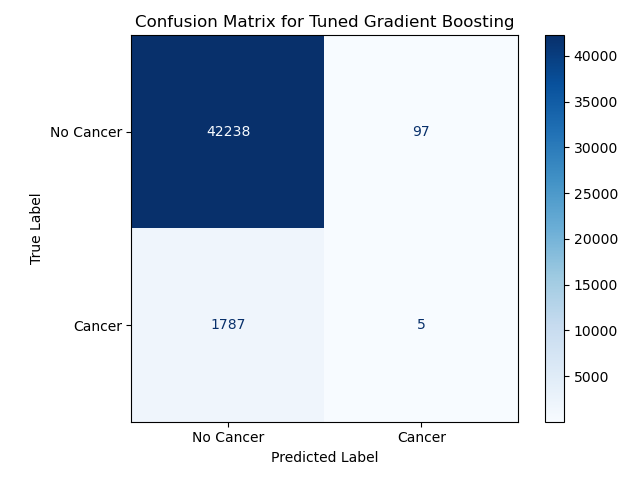 Confusion Matrix for Tuned Gradient Boosting
True Label
No Cancer
42238
97
Cancer
1787
5
No Cancer
Cancer
Predicted Label
40000
35000
30000
25000
20000
15000
10000
5000